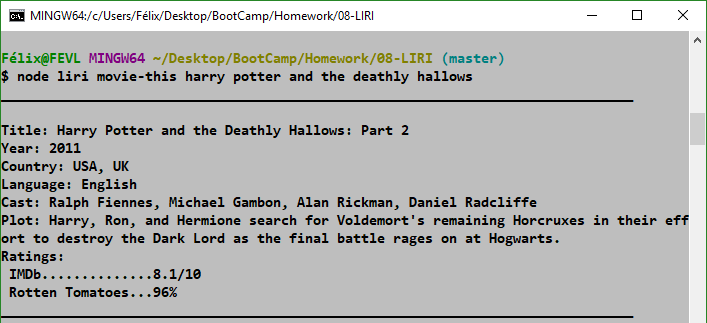 MINGW64:/c/Users/Félix/Desktop/BootCamp/Homework/08-LIRI
Félix@FEVL MINGW64 ~/Desktop/BootCamp/Homework/08-LIRI (master)
$ node liri movie-this harry potter and the deathly hallows
Title: Harry Potter and the Deathly Hallows: Part 2
Year: 2011
Country: USA, UK
Language: English
Cast: Ralph Fiennes, Michael Gambon, Alan Rickman, Daniel Radcliffe
Plot: Harry, Ron, and Hermione search for Voldemort's remaining Horcruxes in their eff
ort to destroy the Dark Lord as the final battle rages on at Hogwarts.
Ratings:
IMDb..............8.1/10
Rotten Tomatoes...96%